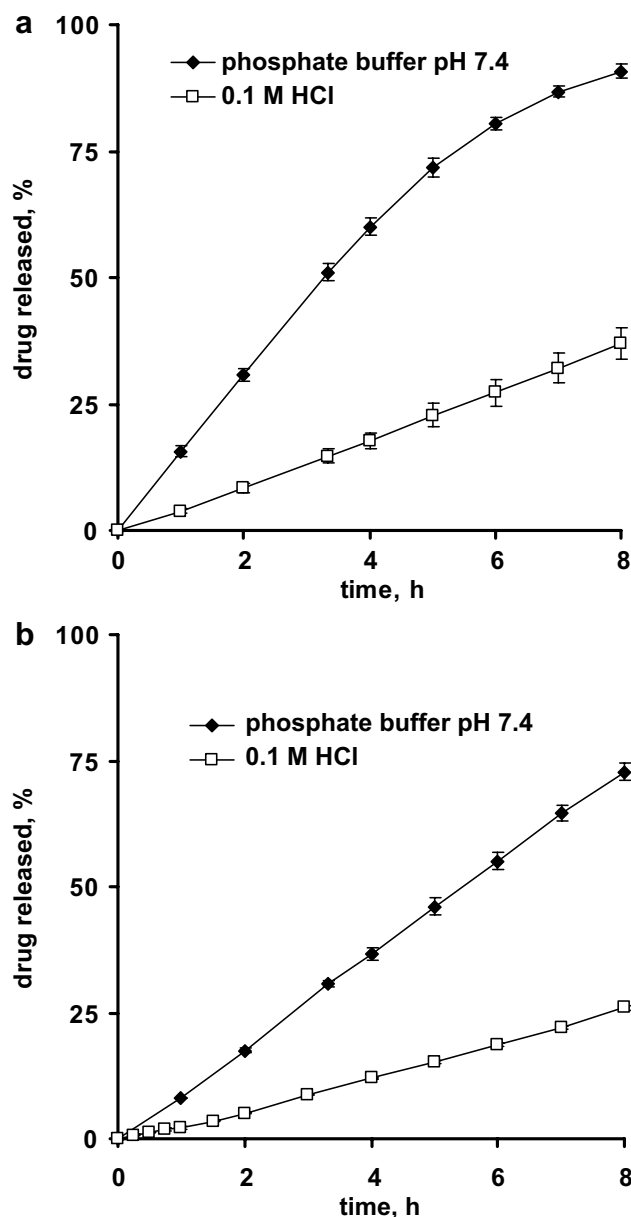 a
100
phosphate buffer pH 7.4
0.1 M HCl
75
50
25
0
drug released, %
0 2 4 6 8
time, h
b
100
phosphate buffer pH 7.4
0.1 M HCl
75
50
25
0
drug released, %
0 2 4 6 8
time, h